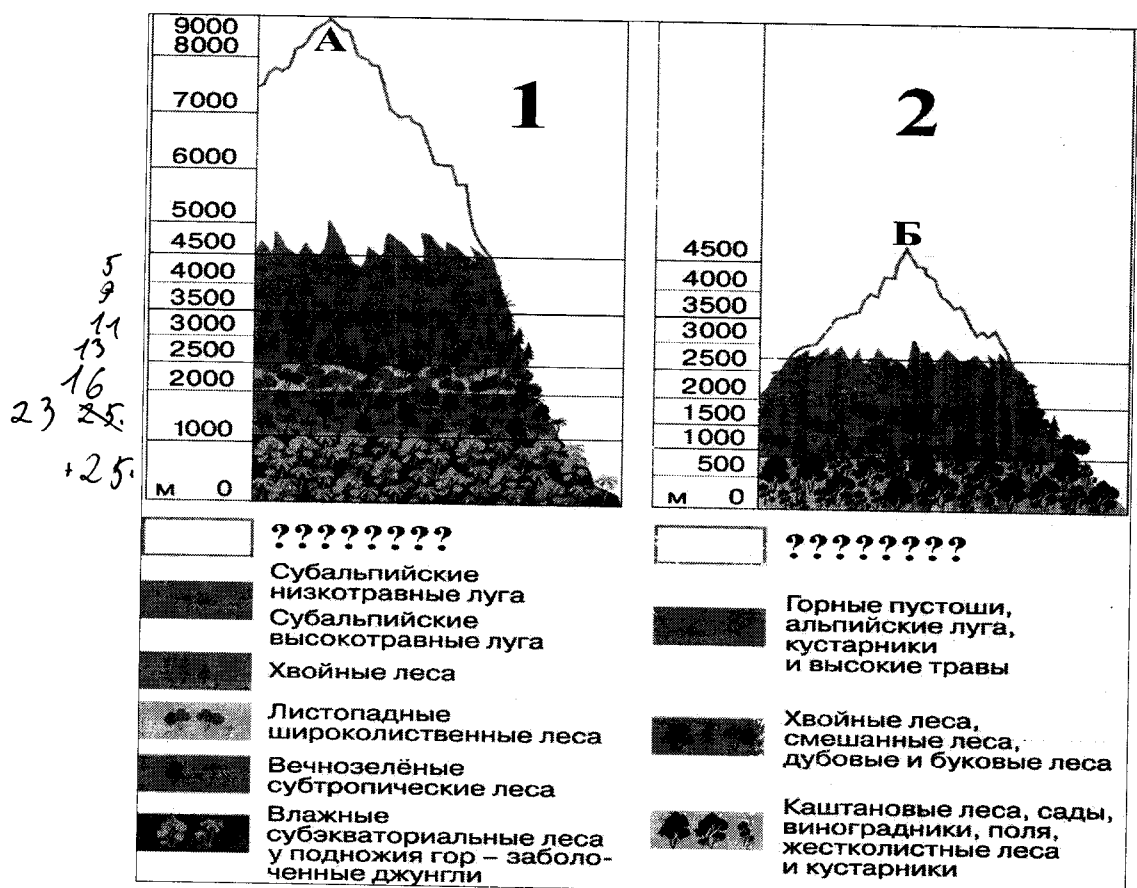 9000
8000
7000
6000
5000
4500
4000
3500
3000
2500
2000
1000
м 0
А
1
5
9
11
13
16
23 25.
+25.
4500
4000
3500
3000
2500
2000
1500
1000
500
м 0
Б
2
????????
Субальпийские
низкотравные луга
Субальпийские
высокотравные луга
Хвойные леса
Листопадные
широколиственные леса
Вечнозелёные
субтропические леса
Влажные
субэкваториальные леса
у подножия гор – заболо-
ченные джунгли
????????
Горные пустоши,
альпийские луга,
кустарники
и высокие травы
Хвойные леса,
смешанные леса,
дубовые и буковые леса
Каштановые леса, сады,
виноградники, поля,
жестколистные леса
и кустарники